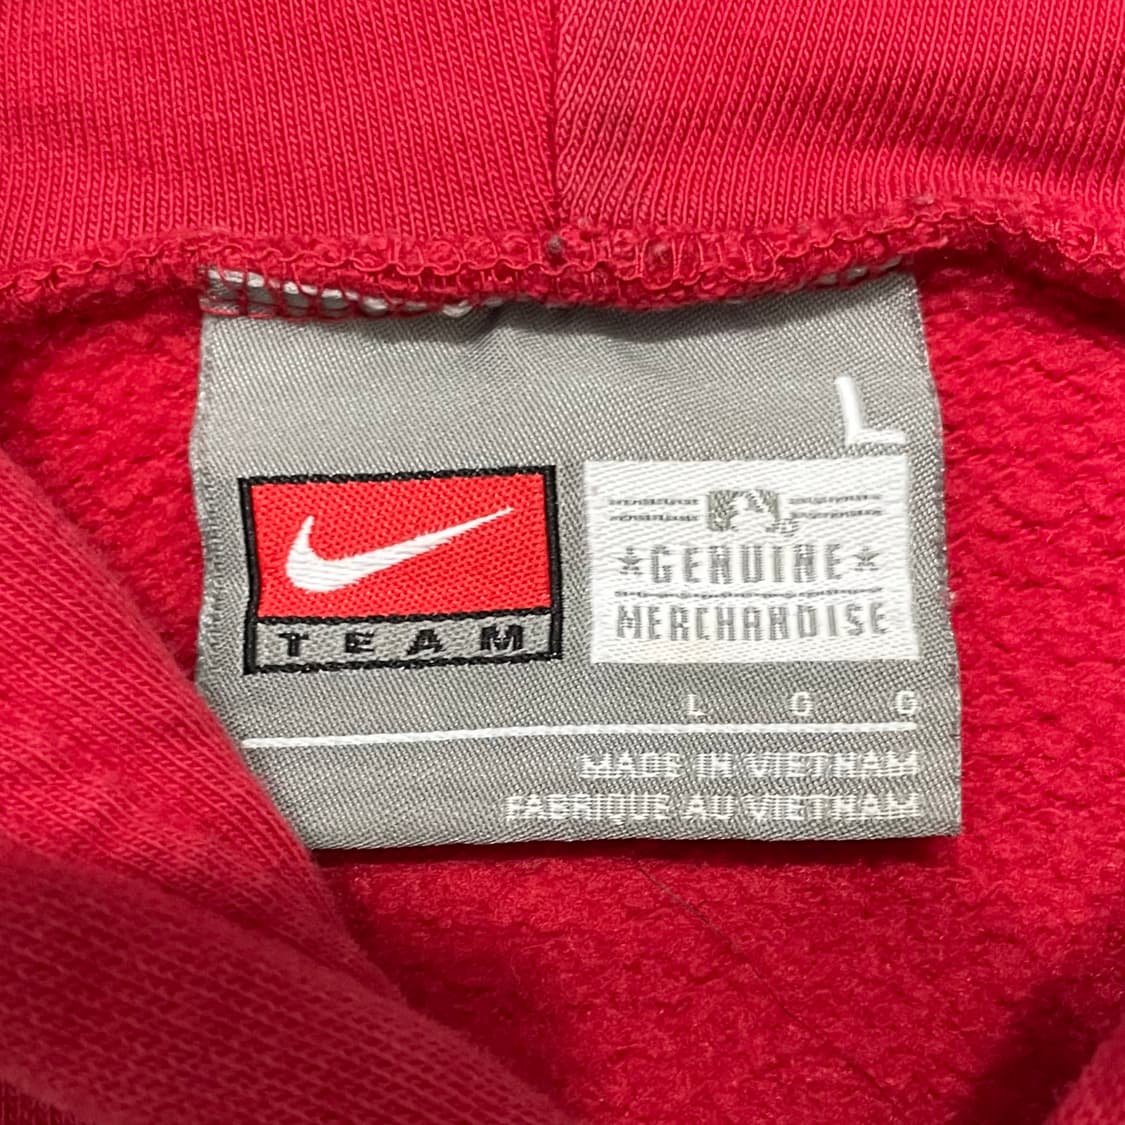 L
TEAM
★GENUINE★
MERCHANDISE
L G G
MADE IN VIETNAM
FABRIQUE AU VIETNAM